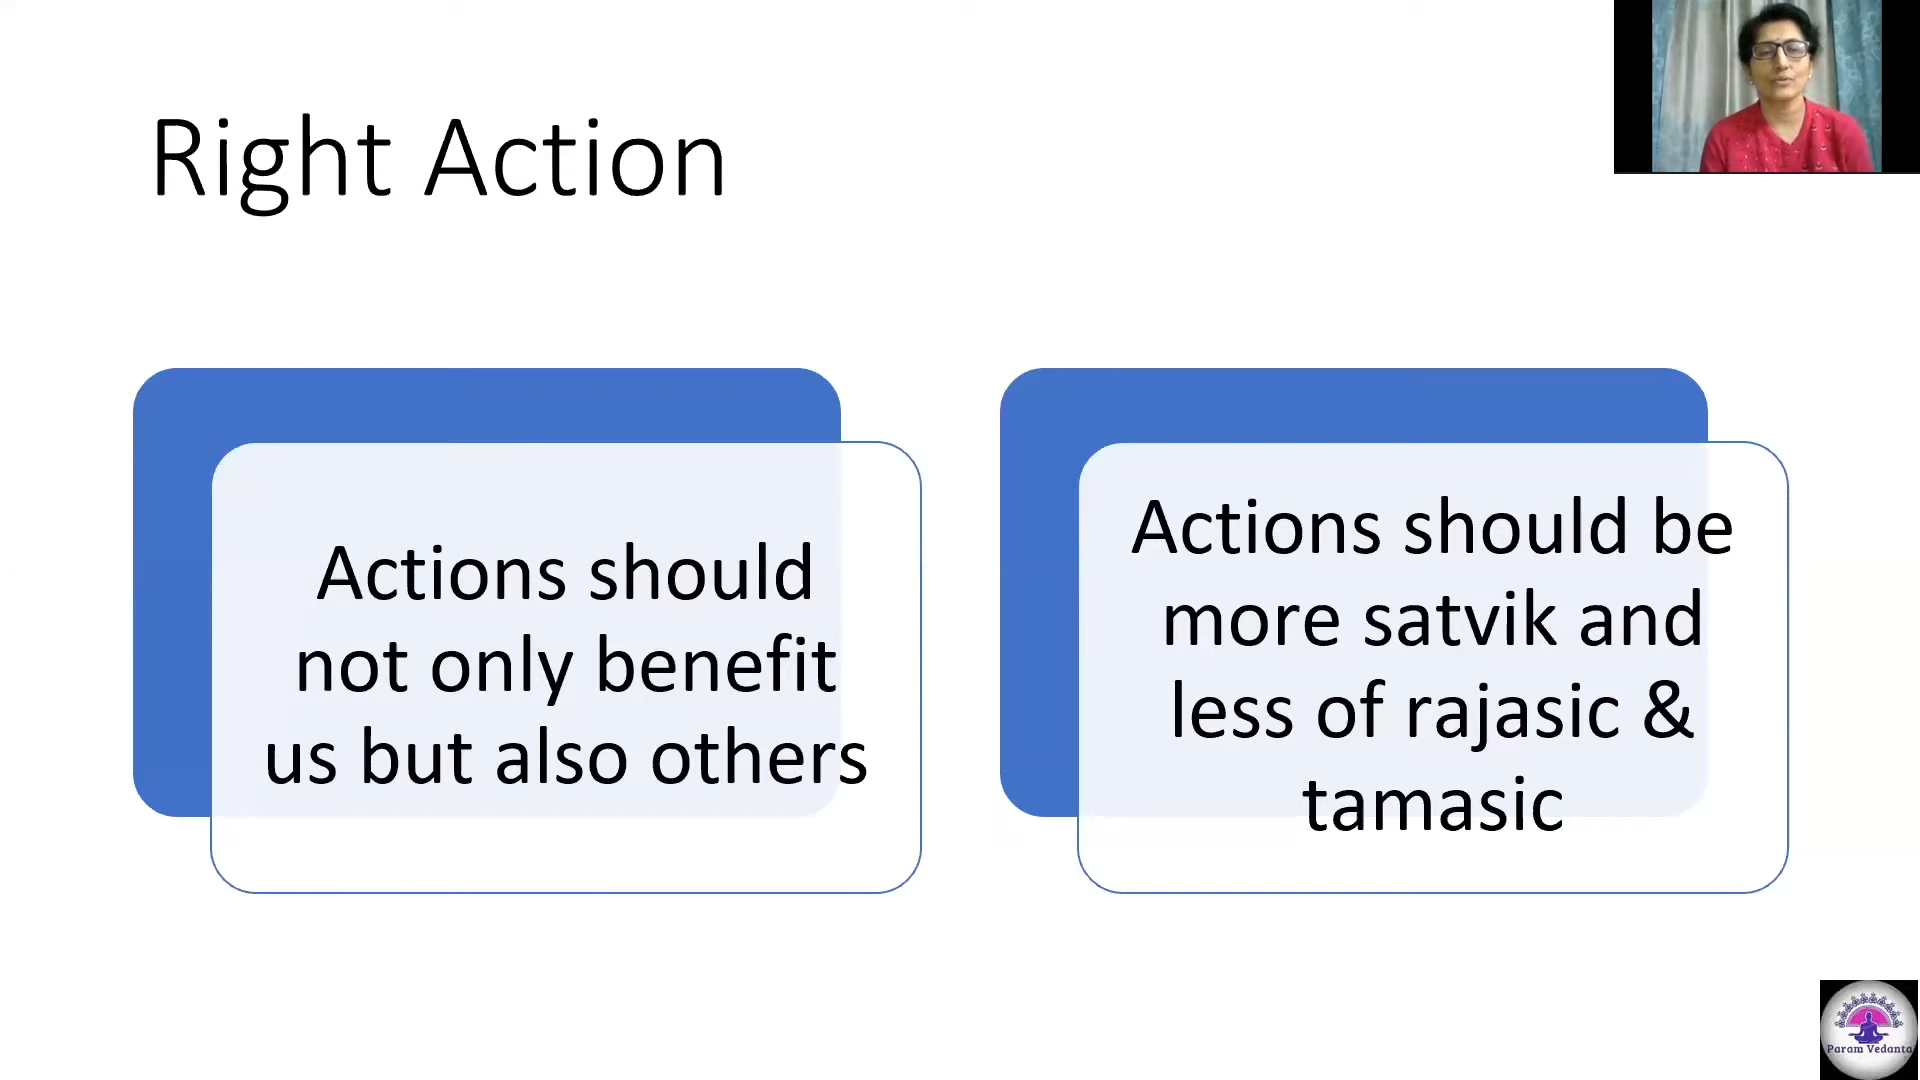 Right Action
Actions should
not only benefit
us but also others
Actions should be
more satvik and
less of rajasic &
tamasic
Param Vedanta